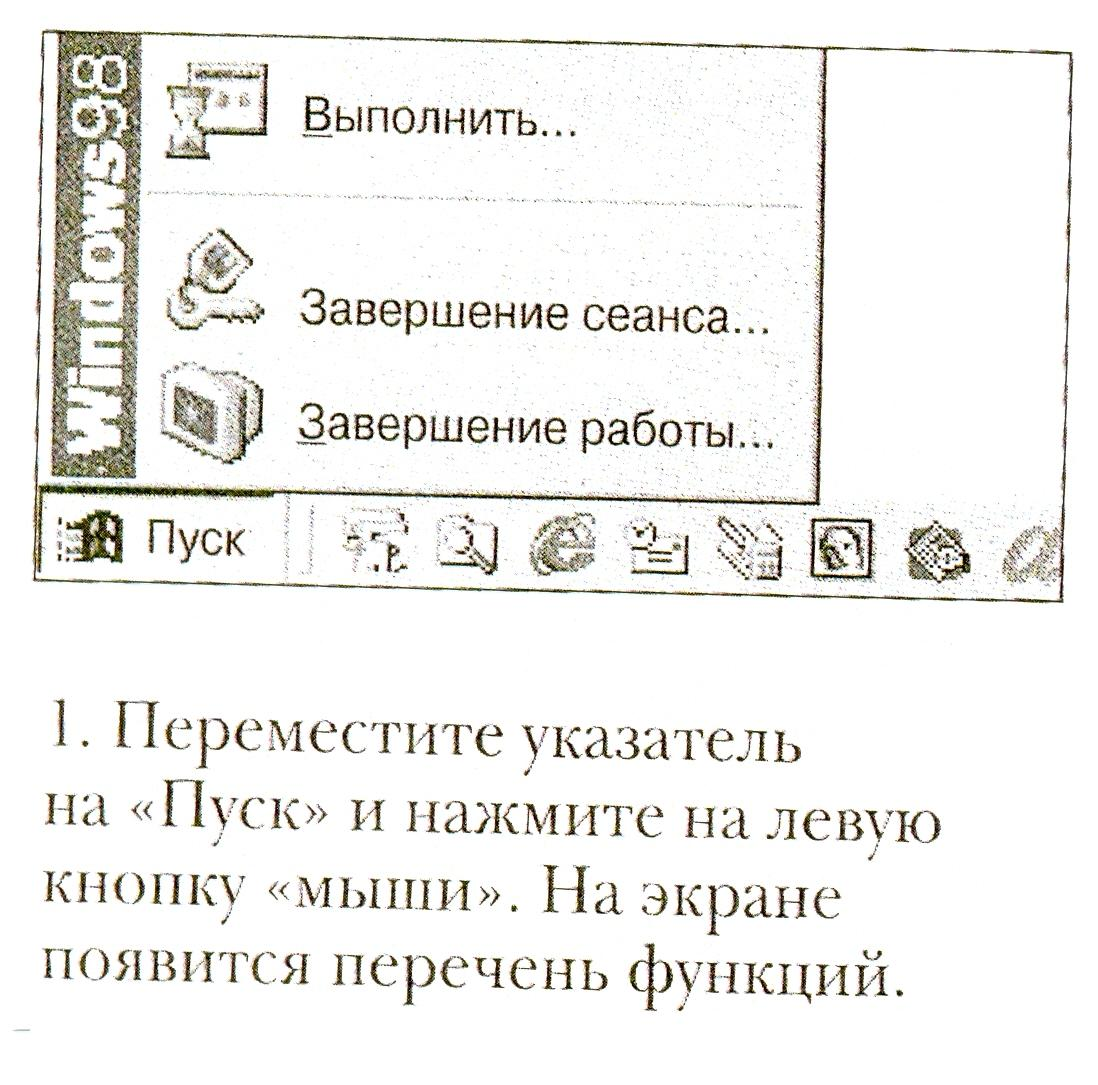 Windows98
Выполнить...
Завершение сеанса...
Завершение работы...
Пуск
1. Переместите указатель
на «Пуск» и нажмите на левую
кнопку «мыши». На экране
появится перечень функций.